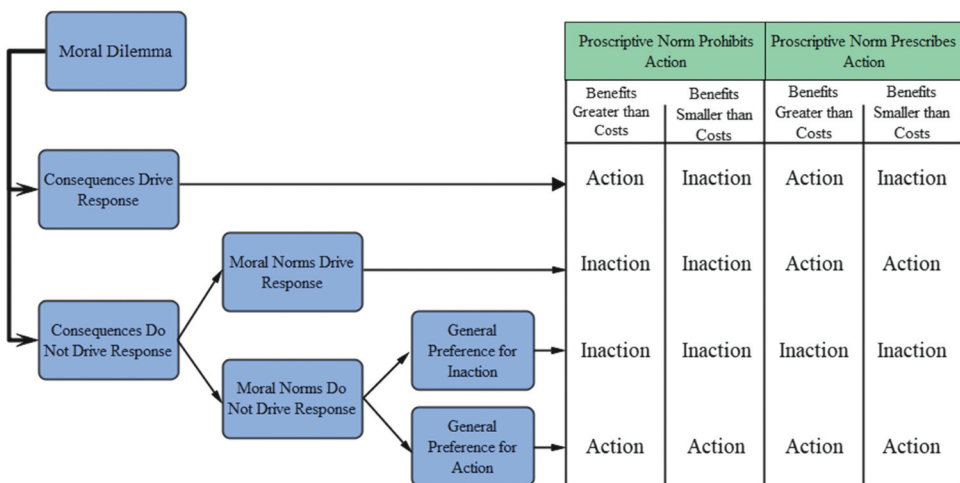 Moral Dilemma
Proscriptive Norm Prohibits
Action
Proscriptive Norm Prescribes
Action
Benefits
Greater than
Costs
Benefits
Smaller than
Costs
Benefits
Greater than
Costs
Benefits
Smaller than
Costs
Consequences Drive
Response
Action
Inaction
Action
Inaction
Moral Norms Drive
Response
Inaction
Inaction
Action
Action
Consequences Do
Not Drive Response
General
Preference for
Inaction
Inaction
Inaction
Inaction
Inaction
Moral Norms Do
Not Drive Response
General
Preference for
Action
Action
Action
Action
Action